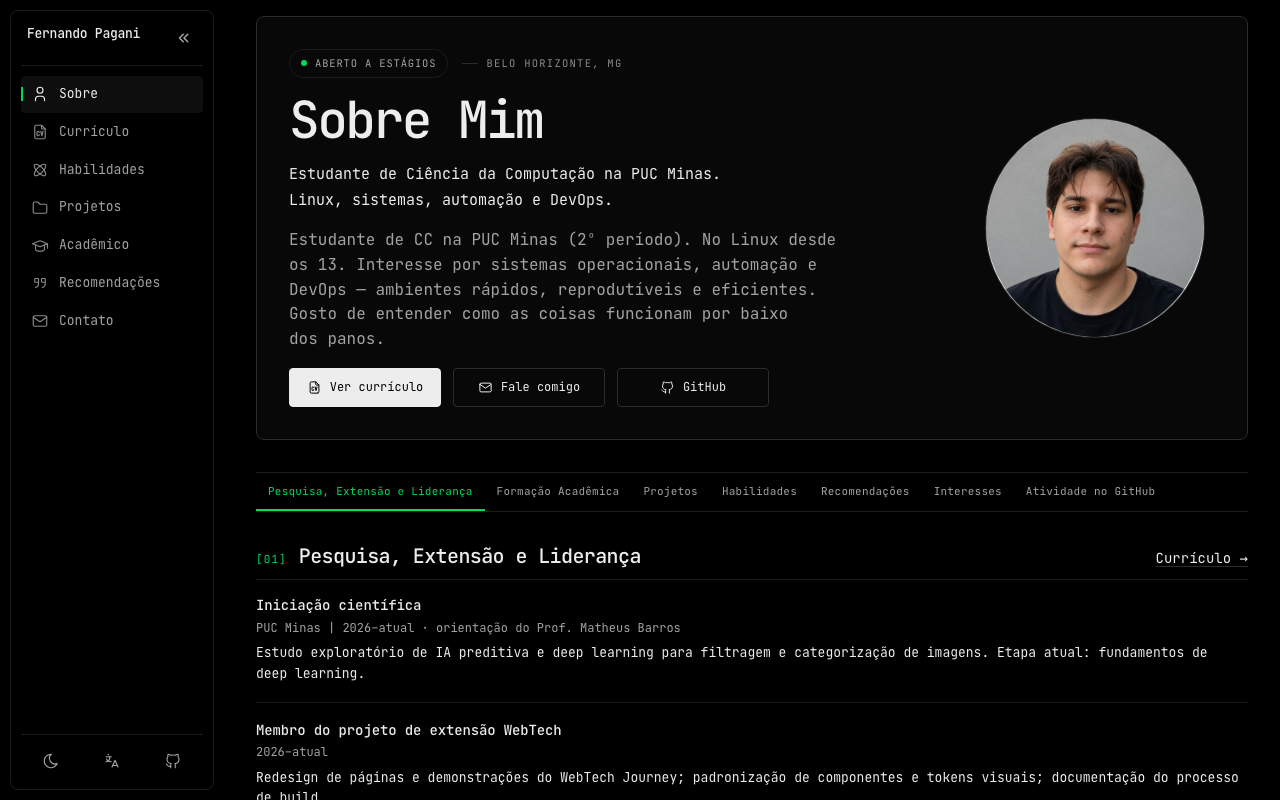 Fernando Pagani
Sobre
Currículo
Habilidades
Projetos
Acadêmico
Recomendações
Contato
ABERTO A ESTÁGIOS
BELO HORIZONTE, MG
Sobre Mim
Estudante de Ciência da Computação na PUC Minas.
Linux, sistemas, automação e DevOps.
Estudante de CC na PUC Minas (2º período). No Linux desde
os 13. Interesse por sistemas operacionais, automação e
DevOps — ambientes rápidos, reprodutíveis e eficientes.
Gosto de entender como as coisas funcionam por baixo
dos panos.
Ver currículo
Fale comigo
GitHub
Pesquisa, Extensão e Liderança
Formação Acadêmica
Projetos
Habilidades
Recomendações
Interesses
Atividade no GitHub
[01] Pesquisa, Extensão e Liderança
Currículo →
Iniciação científica
PUC Minas | 2026–atual · orientação do Prof. Matheus Barros
Estudo exploratório de IA preditiva e deep learning para filtragem e categorização de imagens. Etapa atual: fundamentos de
deep learning.
Membro do projeto de extensão WebTech
2026–atual
Redesign de páginas e demonstrações do WebTech Journey; padronização de componentes e tokens visuais; documentação do processo
de build